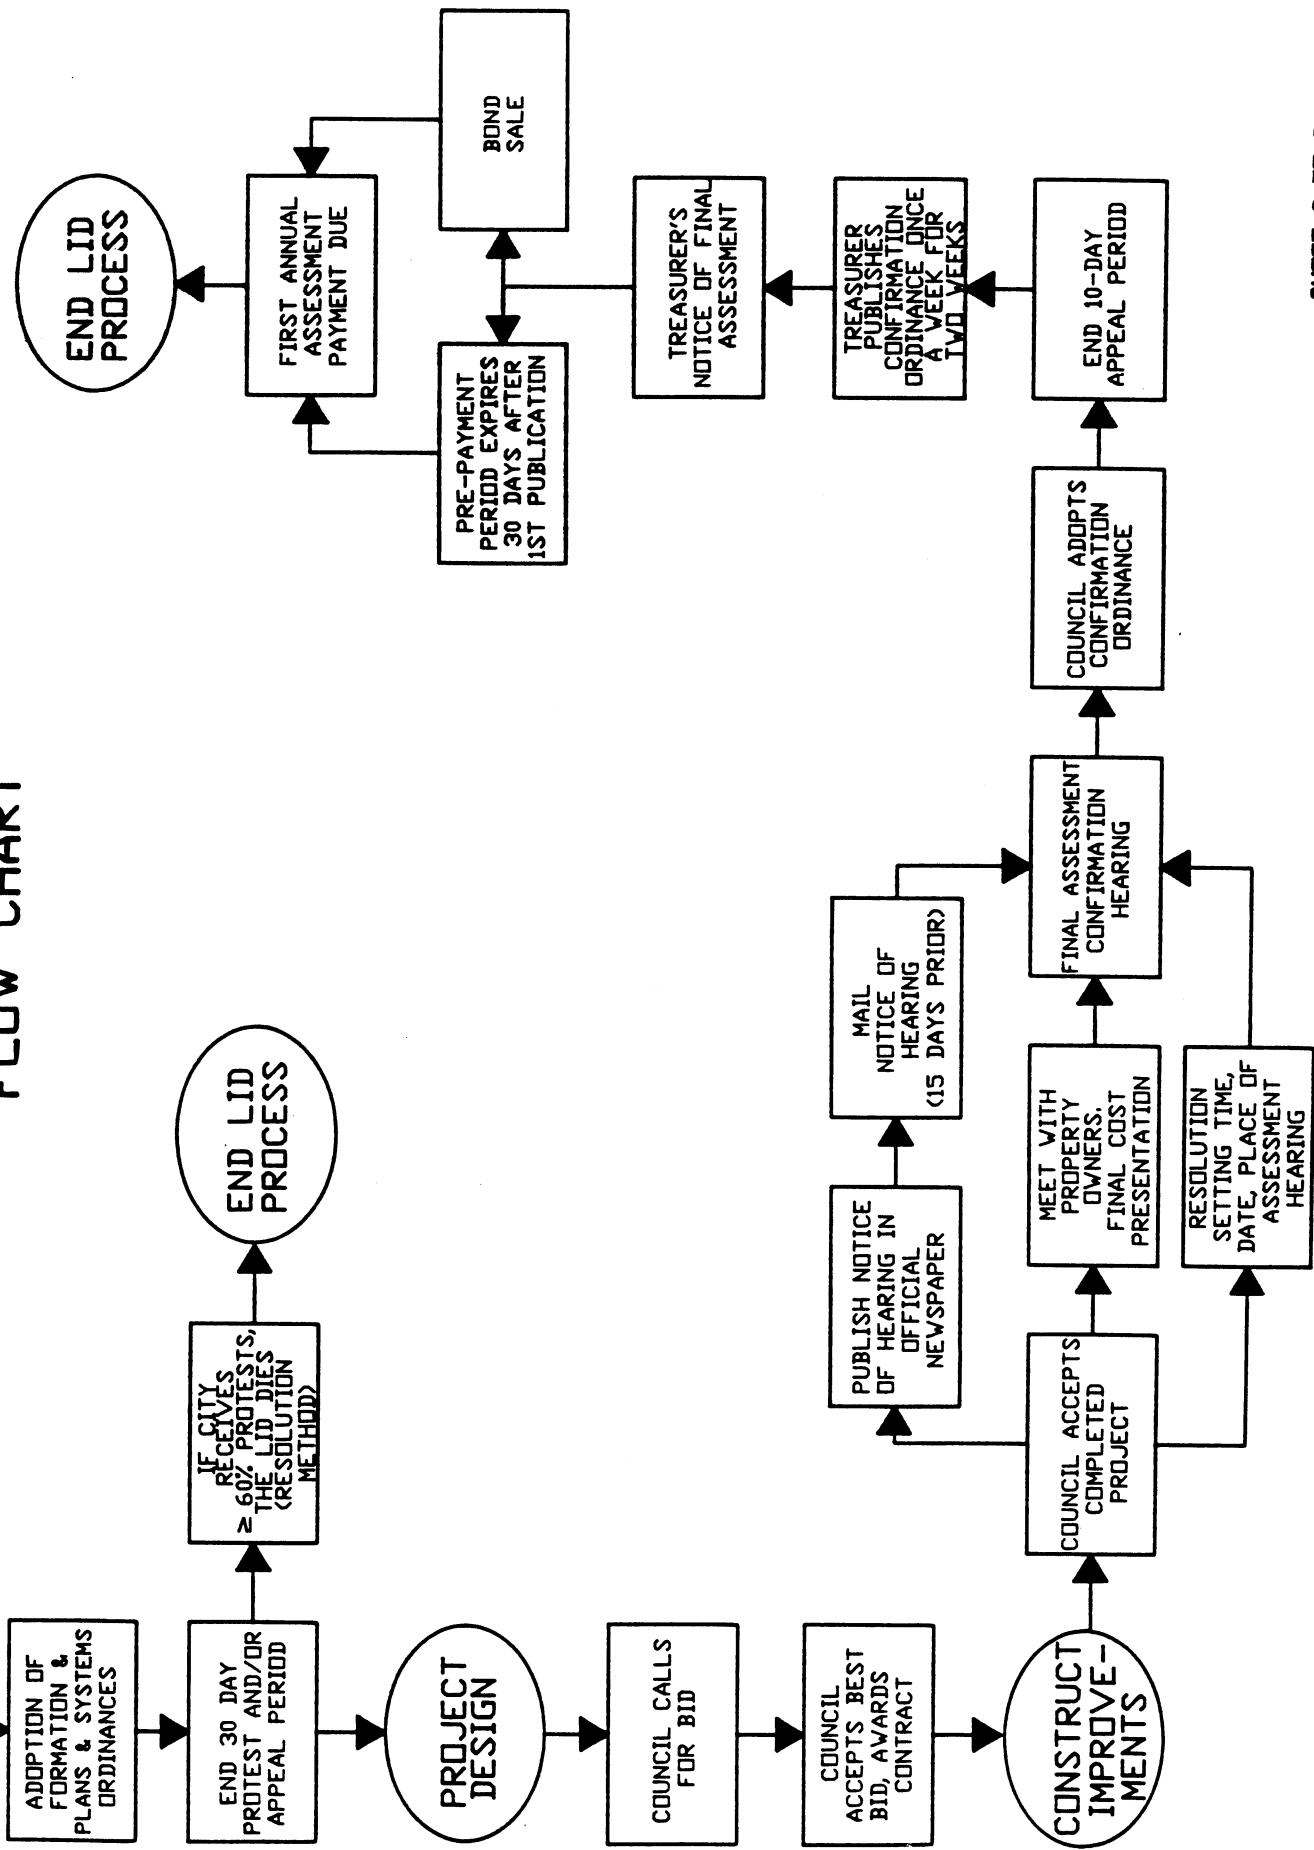 FLOW CHART
ADOPTION OF
FORMATION &
PLANS & SYSTEMS
ORDINANCES
END 30 DAY
PROTEST AND/OR
APPEAL PERIOD
IF CITY
RECEIVES
≥ 60% PROTESTS,
THE LID DIES
(RESOLUTION
METHOD)
END LID
PROCESS
PROJECT
DESIGN
COUNCIL CALLS
FOR BID
COUNCIL
ACCEPTS BEST
BID, AWARDS
CONTRACT
CONSTRUCT
IMPROVE-
MENTS
COUNCIL ACCEPTS
COMPLETED
PROJECT
PUBLISH NOTICE
OF HEARING IN
OFFICIAL
NEWSPAPER
MAIL
NOTICE OF
HEARING
(15 DAYS PRIOR)
MEET WITH
PROPERTY
OWNERS.
FINAL COST
PRESENTATION
RESOLUTION
SETTING TIME,
DATE, PLACE OF
ASSESSMENT
HEARING
FINAL ASSESSMENT
CONFIRMATION
HEARING
COUNCIL ADOPTS
CONFIRMATION
ORDINANCE
END 10-DAY
APPEAL PERIOD
TREASURER
PUBLISHES
CONFIRMATION
ORDINANCE ONCE
A WEEK FOR
TWO WEEKS
TREASURER'S
NOTICE OF FINAL
ASSESSMENT
PRE-PAYMENT
PERIOD EXPIRES
30 DAYS AFTER
1ST PUBLICATION
BOND
SALE
FIRST ANNUAL
ASSESSMENT
PAYMENT DUE
END LID
PROCESS